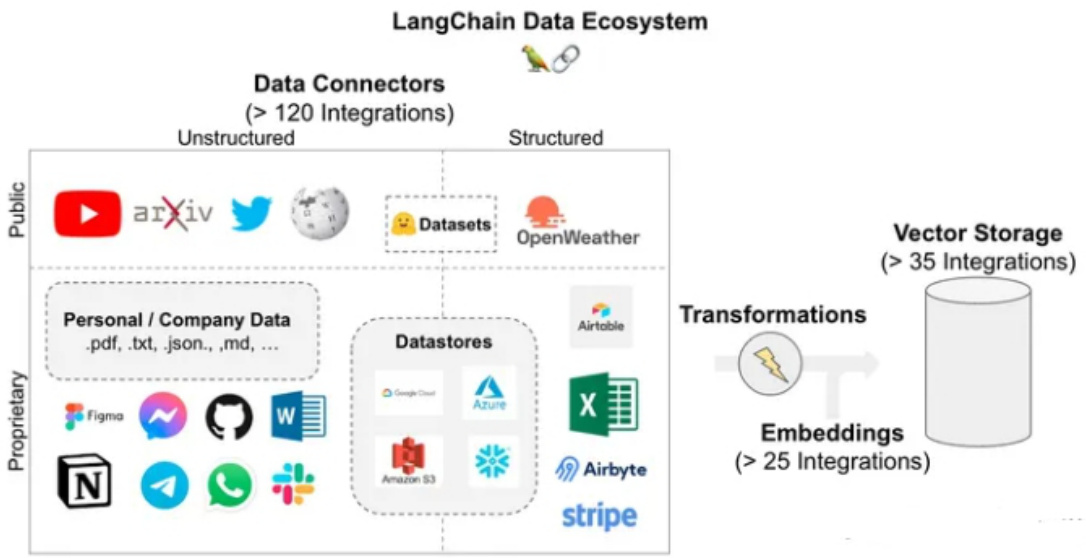 LangChain Data Ecosystem
Data Connectors
(> 120 Integrations)
Unstructured
Structured
Public
arXiv
Datasets
OpenWeather
Vector Storage
(> 35 Integrations)
Proprietary
Personal / Company Data
.pdf, .txt, .json., ,md, …
Datastores
Airtable
Transformations
Google Cloud
Azure
Figma
W
X
Embeddings
(> 25 Integrations)
N
Amazon S3
Airbyte
stripe